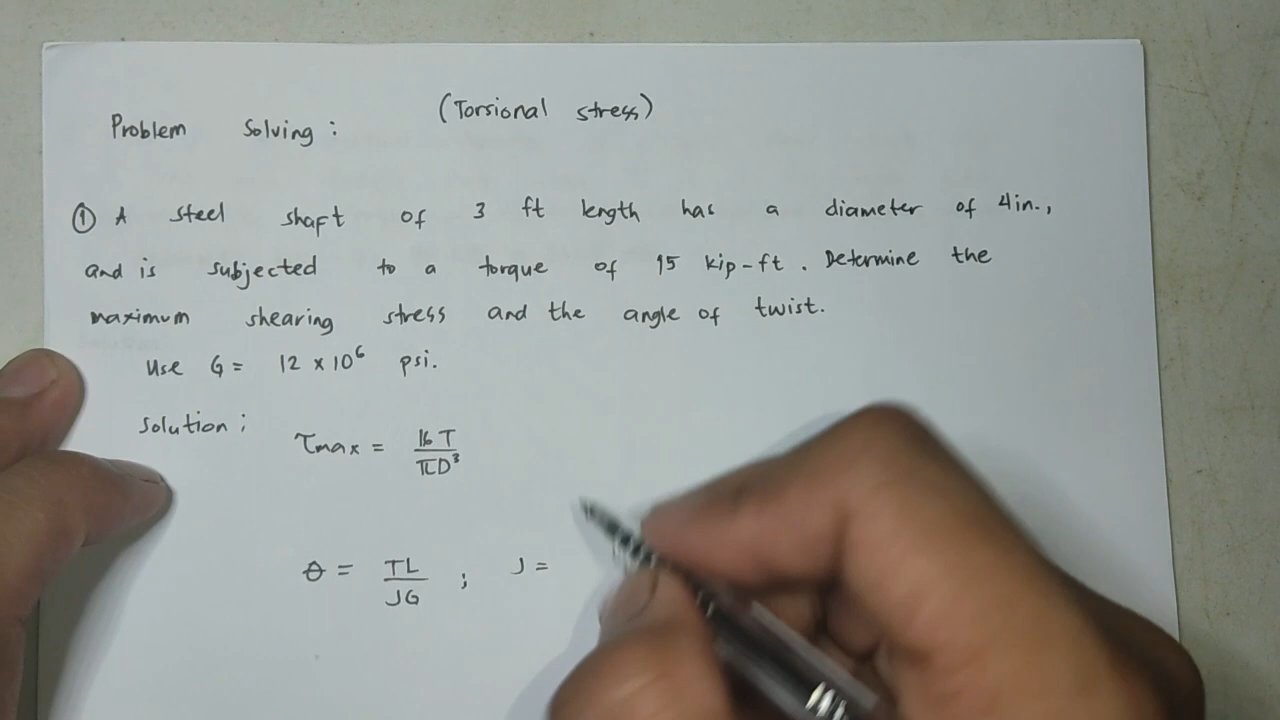 (Torsional stress)
Problem Solving :
① A steel shaft of 3 ft length has a diameter of 4in.,
and is subjected to a torque of 15 kip-ft. Determine the
maximum shearing stress and the angle of twist.
Use G = 12 x 10⁶ psi.
Solution :
τmax = 16T / πD³
θ = TL / JG ; J =